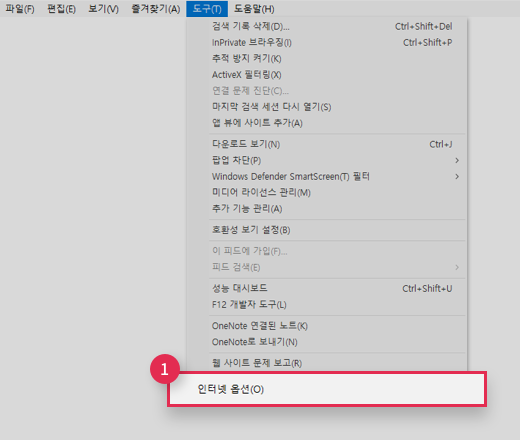 파일(F) 편집(E) 보기(V) 즐겨찾기(A) 도구(T) 도움말(H)
검색 기록 삭제(D)... Ctrl+Shift+Del
InPrivate 브라우징(I) Ctrl+Shift+P
추적 방지 켜기(K)
ActiveX 필터링(X)
연결 문제 진단(C)...
마지막 검색 세션 다시 열기(S)
앱 뷰에 사이트 추가(A)
다운로드 보기(N) Ctrl+J
팝업 차단(P)
Windows Defender SmartScreen(T) 필터
미디어 라이선스 관리(M)
추가 기능 관리(A)
호환성 보기 설정(B)
이 피드에 가입(F)...
피드 검색(E)
성능 대시보드 Ctrl+Shift+U
F12 개발자 도구(L)
OneNote 연결된 노트(K)
OneNote로 보내기(N)
웹 사이트 문제 보고(R)
1
인터넷 옵션(O)